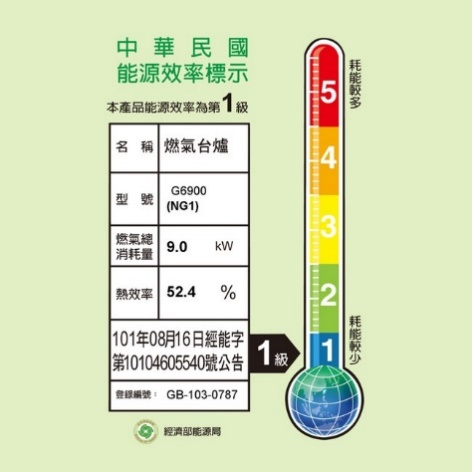 中華民國
能源效率標示
本產品能源效率為第1級
名 稱 燃氣台爐
型 號 G6900
(NG1)
燃氣總
消耗量 9.0 kW
熱效率 52.4 %
101年08月16日經能字
第10104605540號公告
登錄編號: GB-103-0787
經濟部能源局
耗能較多
5
4
3
2
1
耗能較少
1級